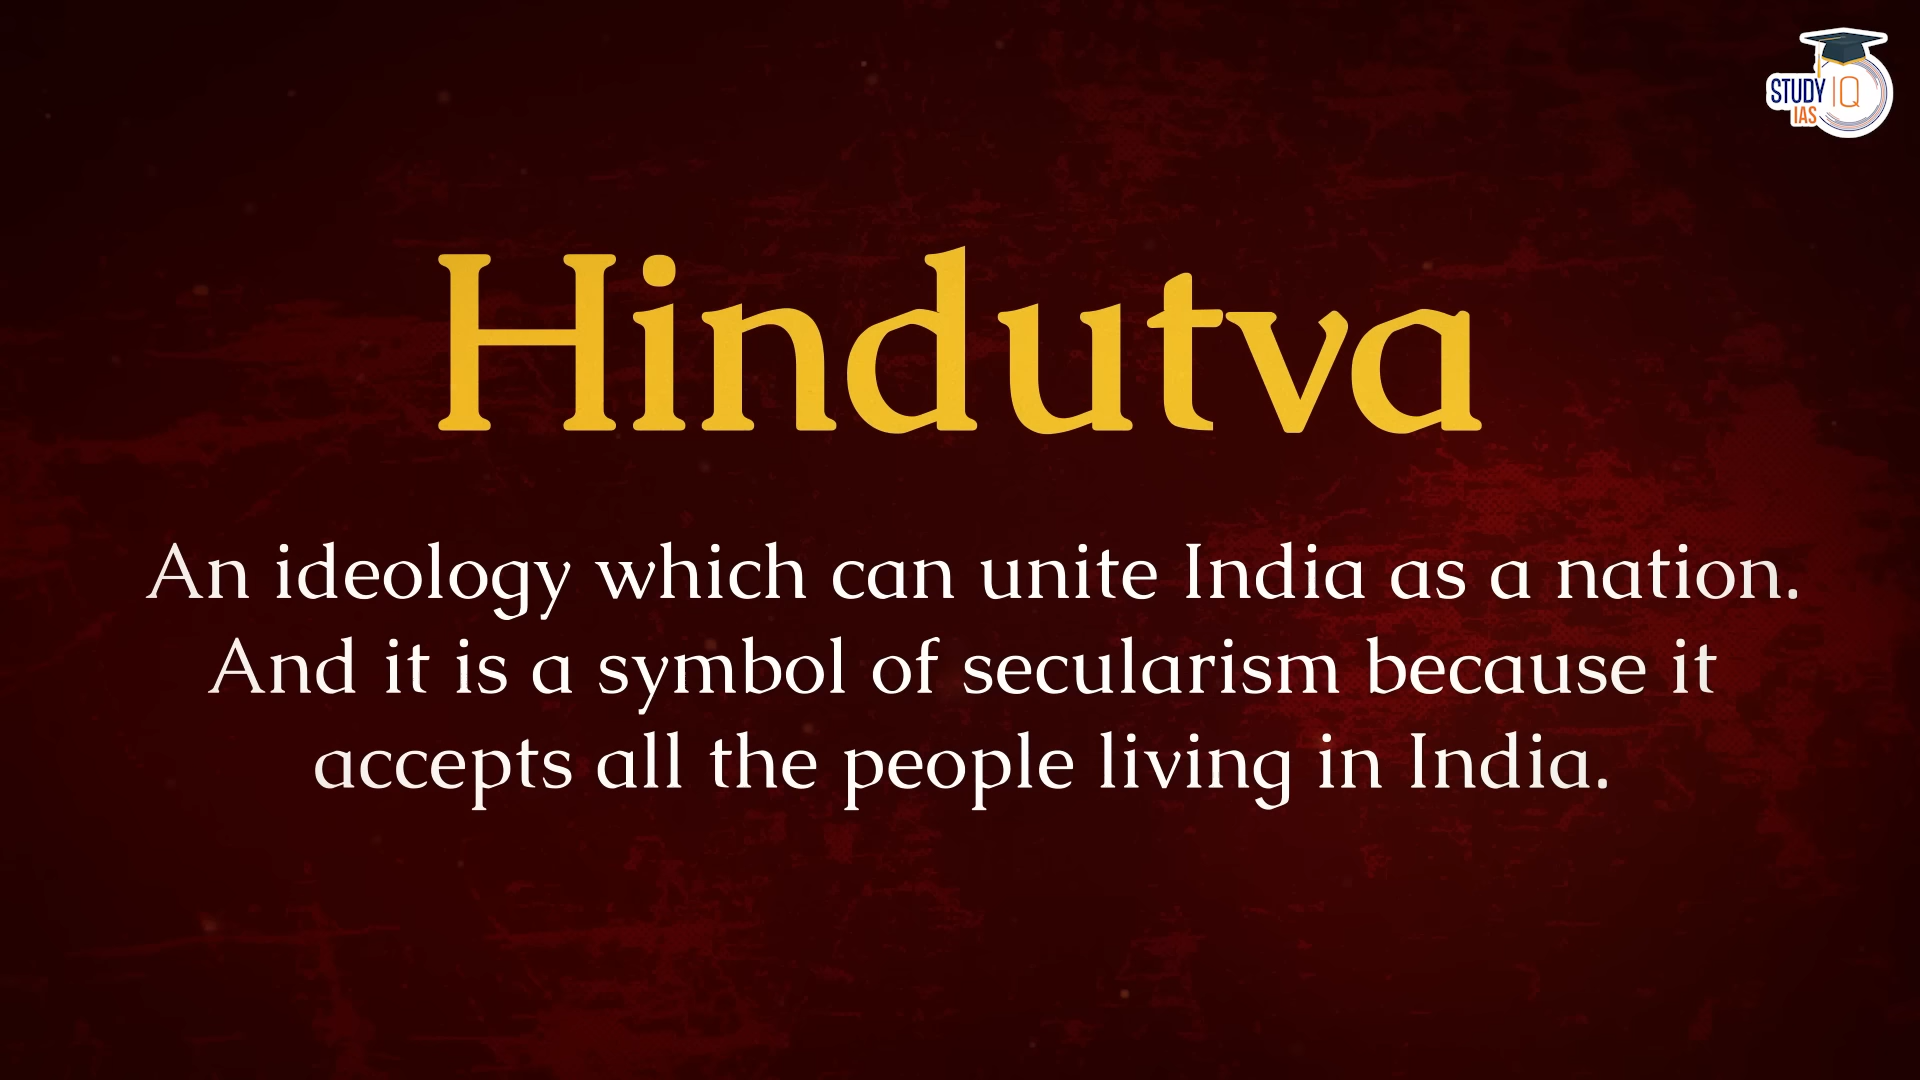 STUDY IQ
IAS
Hindutva
An ideology which can unite India as a nation.
And it is a symbol of secularism because it
accepts all the people living in India.